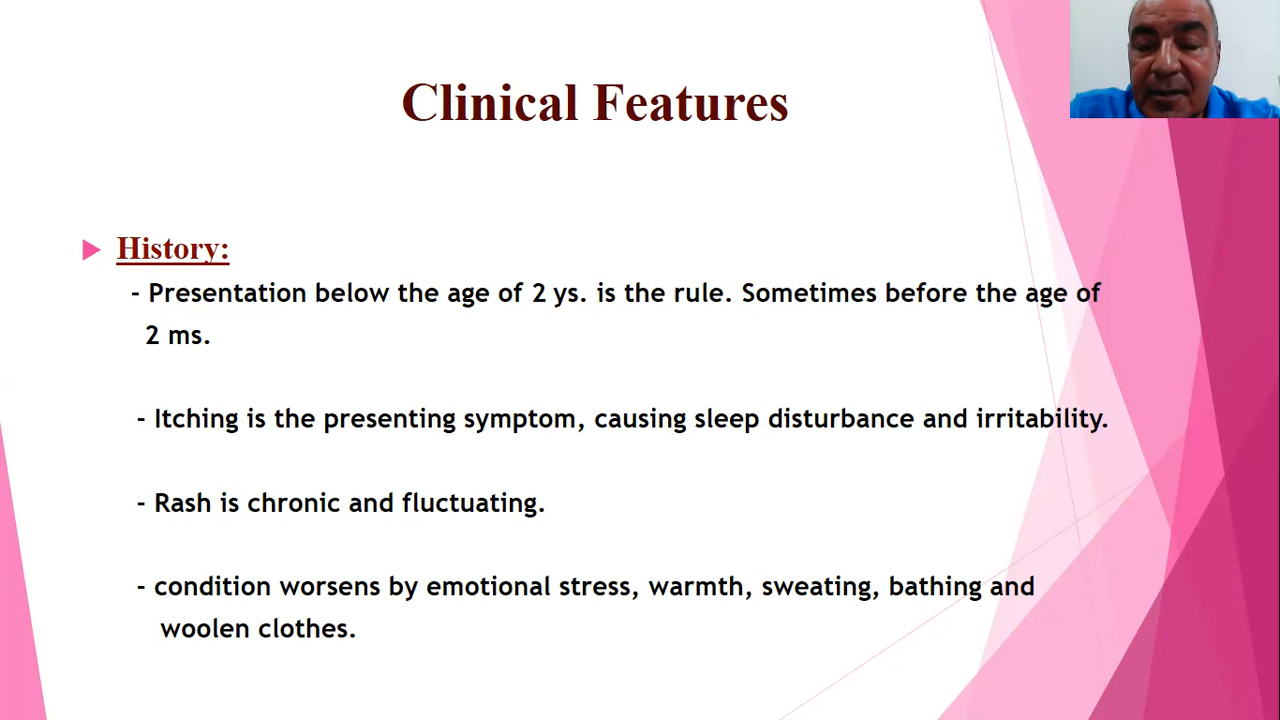 Clinical Features
History:
- Presentation below the age of 2 ys. is the rule. Sometimes before the age of
2 ms.
- Itching is the presenting symptom, causing sleep disturbance and irritability.
- Rash is chronic and fluctuating.
- condition worsens by emotional stress, warmth, sweating, bathing and
woolen clothes.